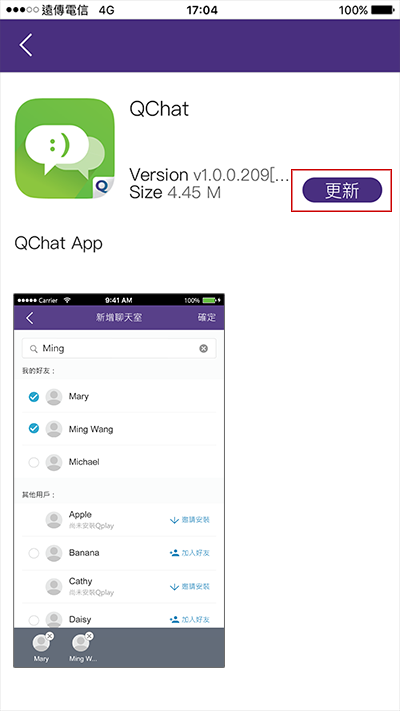 遠傳電信 4G 17:04 100%
QChat
Version v1.0.0.209[...
Size 4.45 M
更新
Q
QChat App
Carrier 9:41 AM 100%
新增聊天室 確定
Ming
我的好友：
Mary
Ming Wang
Michael
其他用戶：
Apple
尚未安裝Qplay 邀請安裝
Banana 加入好友
Cathy
尚未安裝Qplay 邀請安裝
Daisy 加入好友
Mary Ming W...